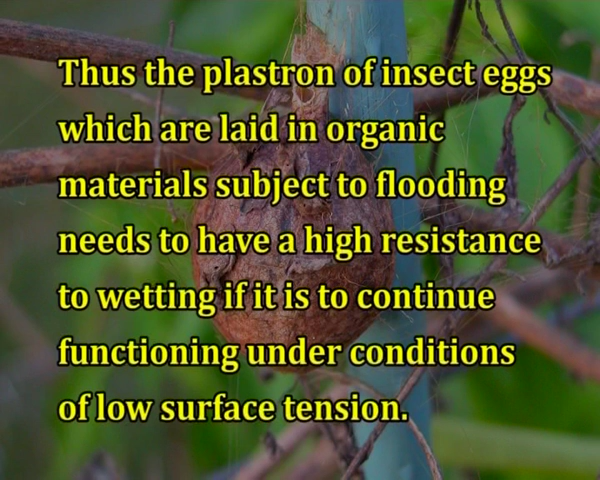 Thus the plastron of insect eggs
which are laid in organic
materials subject to flooding
needs to have a high resistance
to wetting if it is to continue
functioning under conditions
of low surface tension.